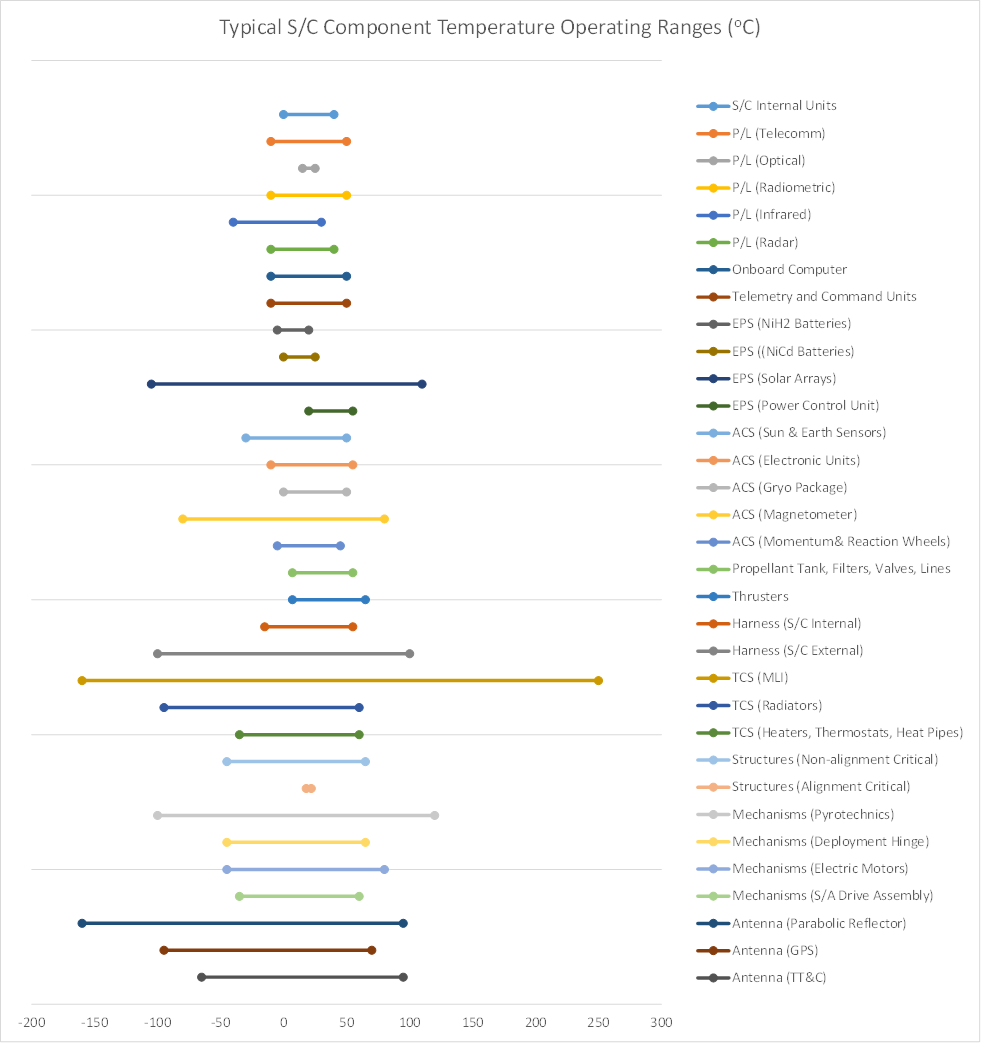 Typical S/C Component Temperature Operating Ranges (°C)
S/C Internal Units
P/L (Telecomm)
P/L (Optical)
P/L (Radiometric)
P/L (Infrared)
P/L (Radar)
Onboard Computer
Telemetry and Command Units
EPS (NiH2 Batteries)
EPS ((NiCd Batteries)
EPS (Solar Arrays)
EPS (Power Control Unit)
ACS (Sun & Earth Sensors)
ACS (Electronic Units)
ACS (Gryo Package)
ACS (Magnetometer)
ACS (Momentum& Reaction Wheels)
Propellant Tank, Filters, Valves, Lines
Thrusters
Harness (S/C Internal)
Harness (S/C External)
TCS (MLI)
TCS (Radiators)
TCS (Heaters, Thermostats, Heat Pipes)
Structures (Non-alignment Critical)
Structures (Alignment Critical)
Mechanisms (Pyrotechnics)
Mechanisms (Deployment Hinge)
Mechanisms (Electric Motors)
Mechanisms (S/A Drive Assembly)
Antenna (Parabolic Reflector)
Antenna (GPS)
Antenna (TT&C)
-200 -150 -100 -50 0 50 100 150 200 250 300